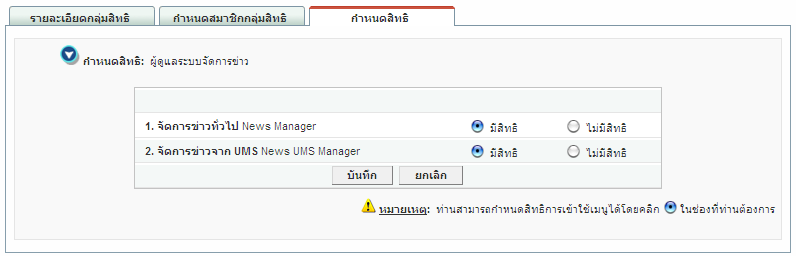 รายละเอียดกลุ่มสิทธิ กำหนดสมาชิกกลุ่มสิทธิ กำหนดสิทธิ
กำหนดสิทธิ: ผู้ดูแลระบบจัดการข่าว
1. จัดการข่าวทั่วไป News Manager มีสิทธิ ไม่มีสิทธิ
2. จัดการข่าวจาก UMS News UMS Manager มีสิทธิ ไม่มีสิทธิ
บันทึก ยกเลิก
หมายเหตุ: ท่านสามารถกำหนดสิทธิการเข้าใช้เมนูได้โดยคลิก ในช่องที่ท่านต้องการ